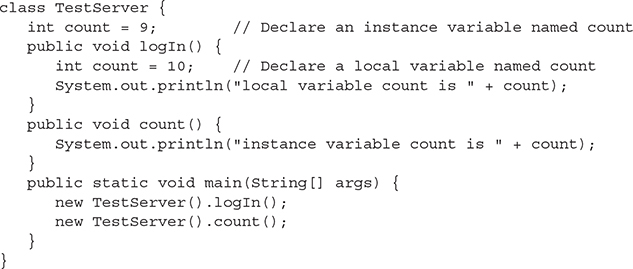 class TestServer {
   int count = 9;        // Declare an instance variable named count
   public void logIn() {
      int count = 10;    // Declare a local variable named count
      System.out.println("local variable count is " + count);
   }
   public void count() {
      System.out.println("instance variable count is " + count);
   }
   public static void main(String[] args) {
      new TestServer().logIn();
      new TestServer().count();
   }
}